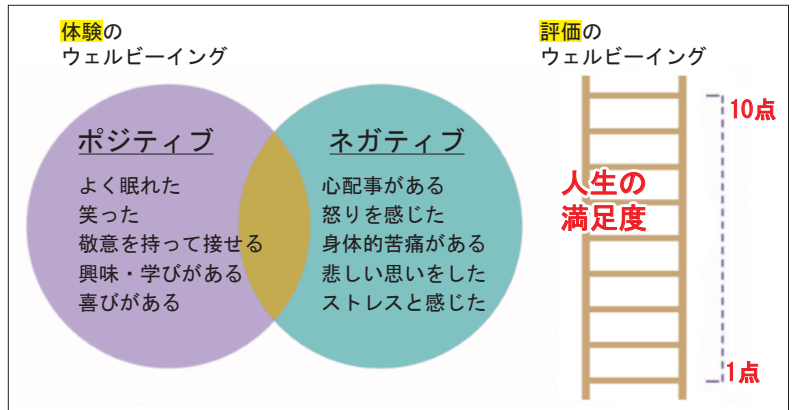 体験の
ウェルビーイング
ポジティブ
よく眠れた
笑った
敬意を持って接せる
興味・学びがある
喜びがある
ネガティブ
心配事がある
怒りを感じた
身体的苦痛がある
悲しい思いをした
ストレスと感じた
評価の
ウェルビーイング
10点
人生の
満足度
1点